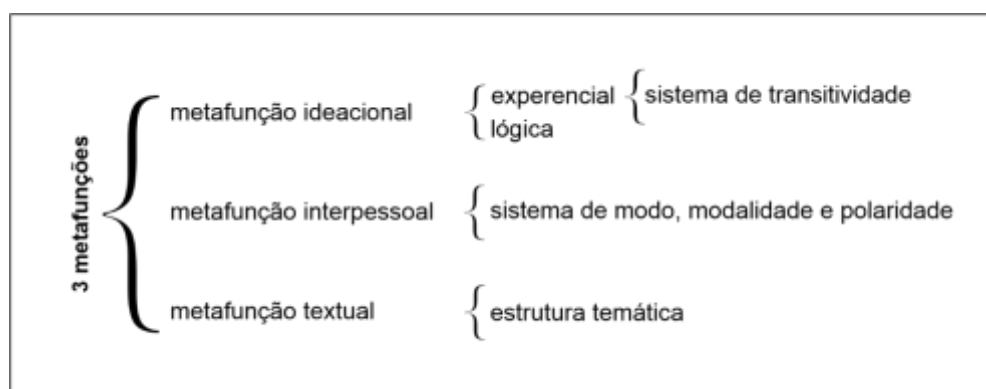 3 metafunções
metafunção ideacional
experencial
sistema de transitividade
lógica
metafunção interpessoal
sistema de modo, modalidade e polaridade
metafunção textual
estrutura temática